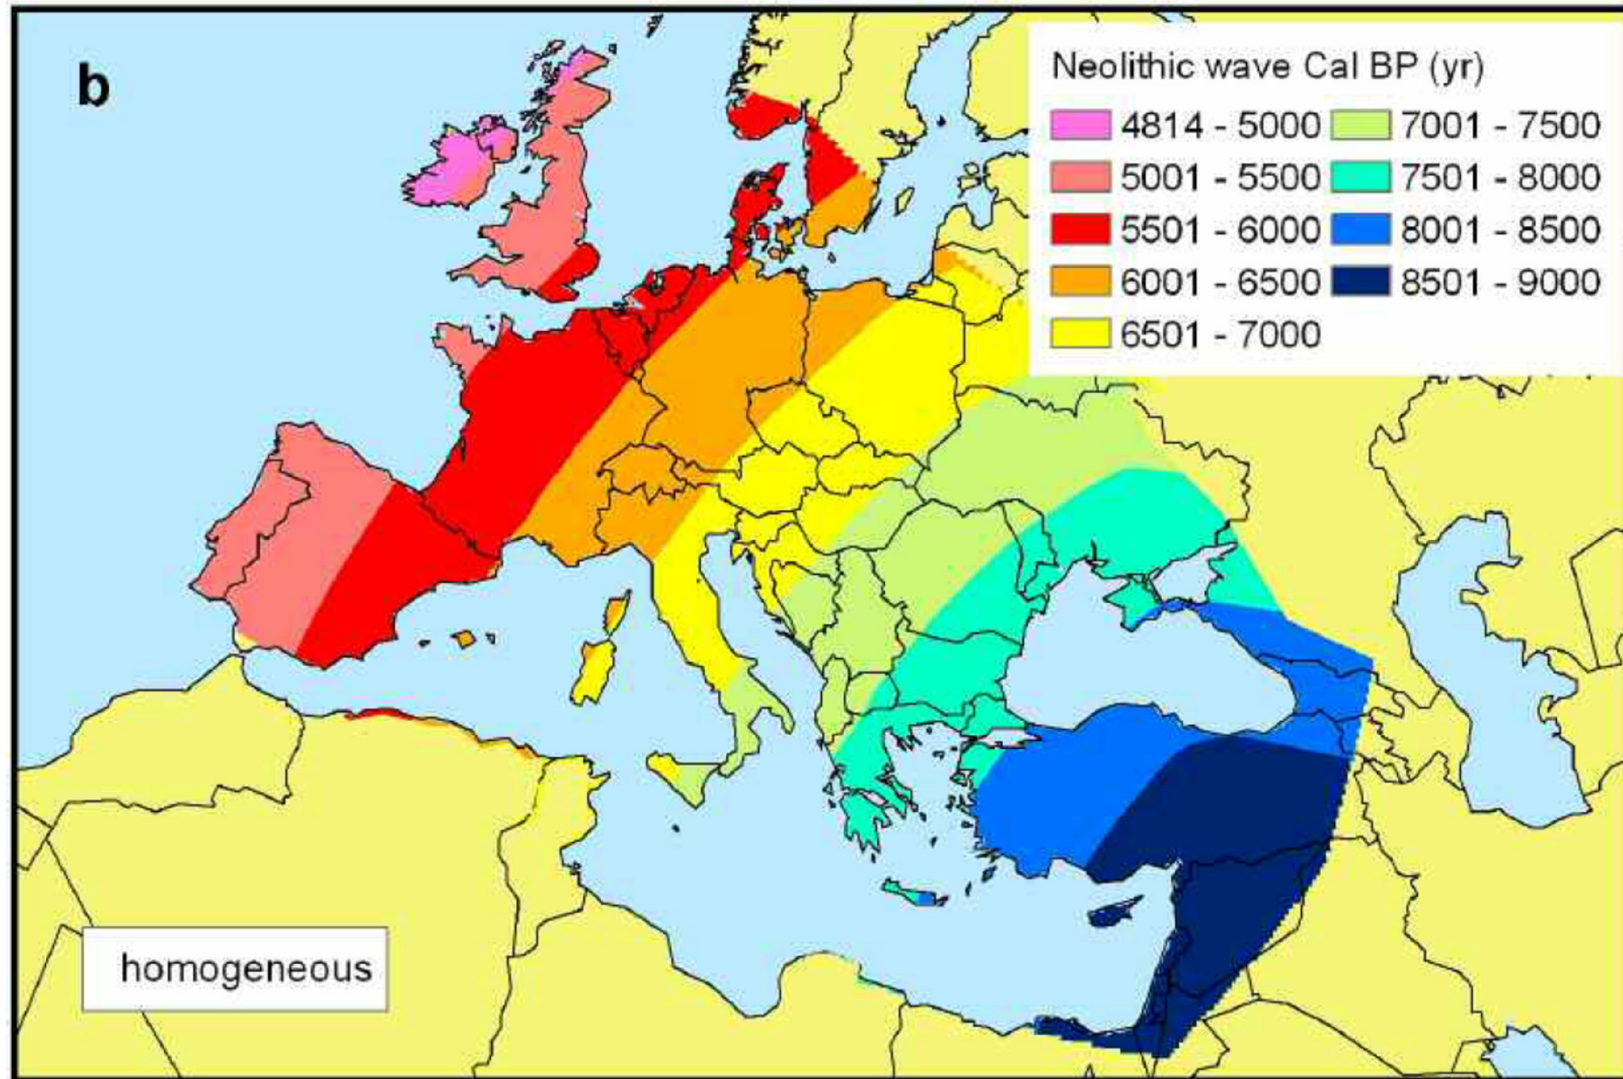 b
Neolithic wave Cal BP (yr)
4814 - 5000 7001 - 7500
5001 - 5500 7501 - 8000
5501 - 6000 8001 - 8500
6001 - 6500 8501 - 9000
6501 - 7000
homogeneous